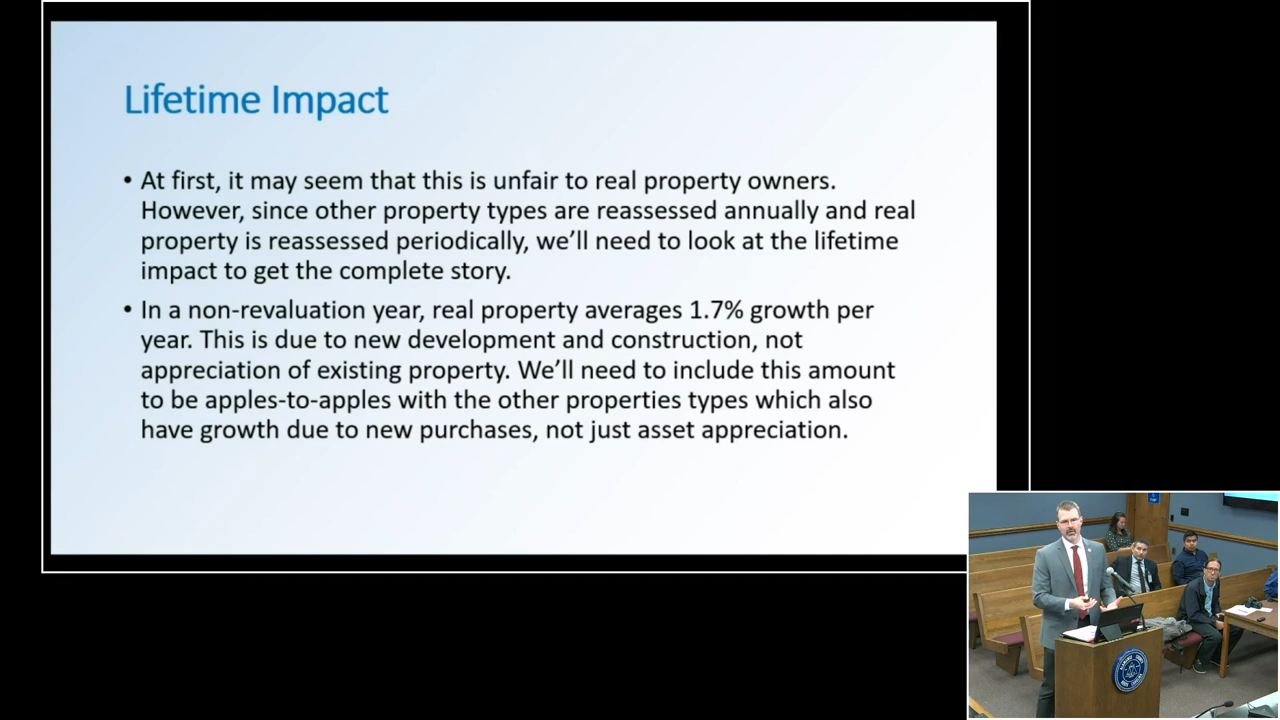 Lifetime Impact
• At first, it may seem that this is unfair to real property owners.
However, since other property types are reassessed annually and real
property is reassessed periodically, we’ll need to look at the lifetime
impact to get the complete story.
• In a non-revaluation year, real property averages 1.7% growth per
year. This is due to new development and construction, not
appreciation of existing property. We’ll need to include this amount
to be apples-to-apples with the other properties types which also
have growth due to new purchases, not just asset appreciation.